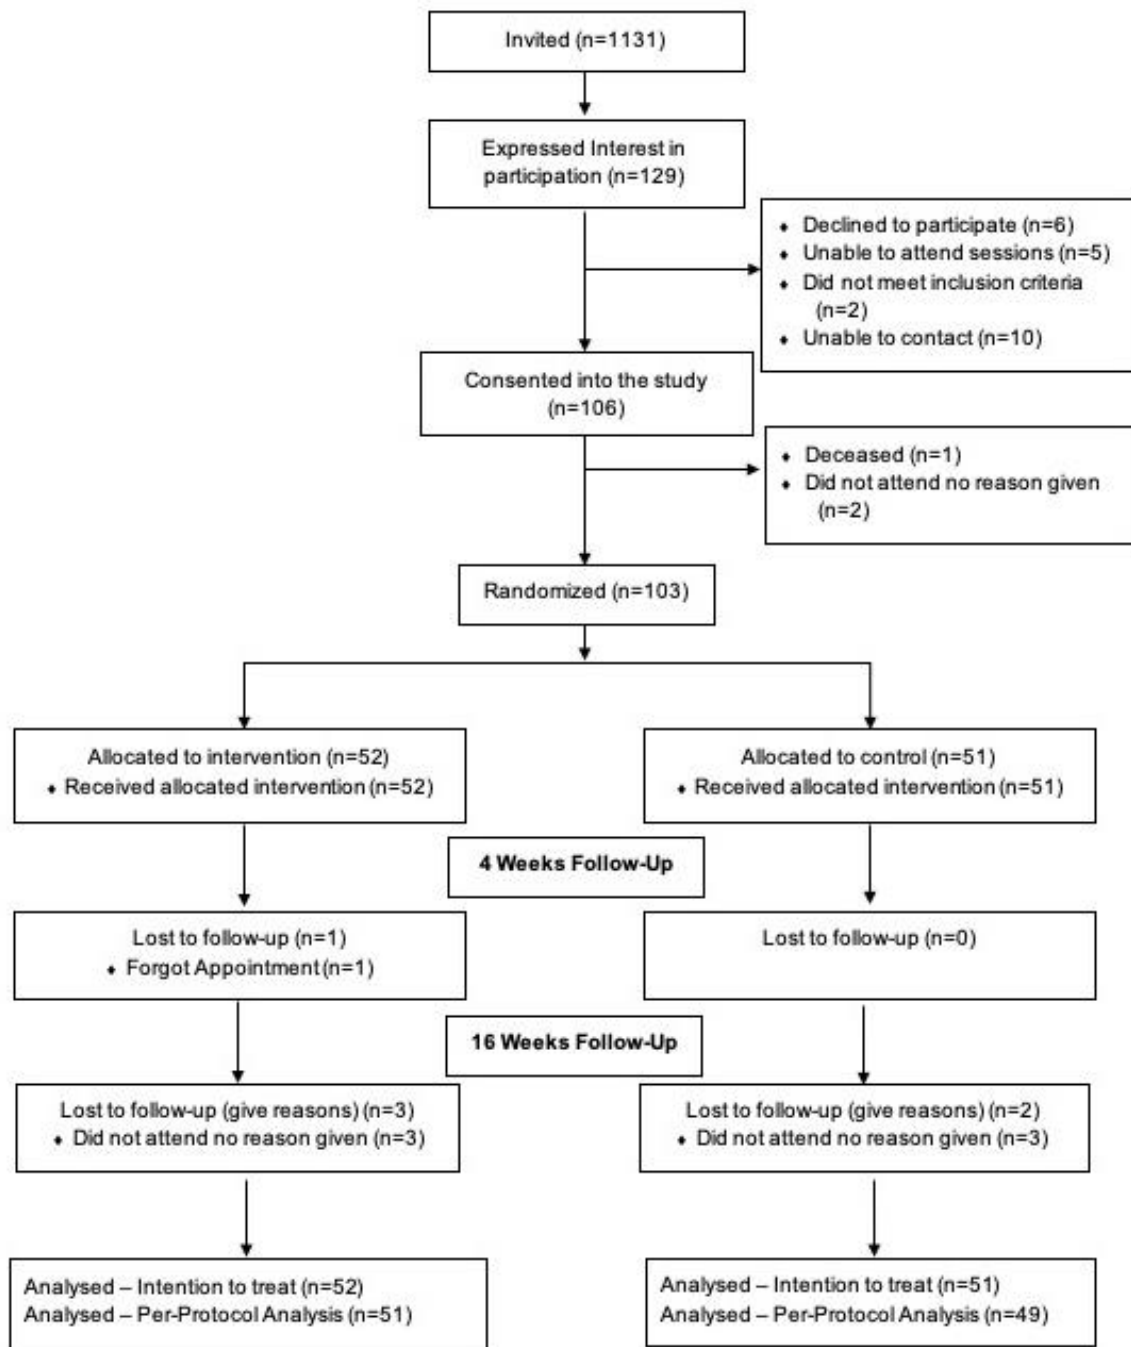 Invited (n=1131)
Expressed Interest in
participation (n=129)
♦ Declined to participate (n=6)
♦ Unable to attend sessions (n=5)
♦ Did not meet inclusion criteria
(n=2)
♦ Unable to contact (n=10)
Consented into the study
(n=106)
♦ Deceased (n=1)
♦ Did not attend no reason given
(n=2)
Randomized (n=103)
Allocated to intervention (n=52)
♦ Received allocated intervention (n=52)
Allocated to control (n=51)
♦ Received allocated intervention (n=51)
4 Weeks Follow-Up
Lost to follow-up (n=1)
♦ Forgot Appointment (n=1)
Lost to follow-up (n=0)
16 Weeks Follow-Up
Lost to follow-up (give reasons) (n=3)
♦ Did not attend no reason given (n=3)
Lost to follow-up (give reasons) (n=2)
♦ Did not attend no reason given (n=3)
Analysed – Intention to treat (n=52)
Analysed – Per-Protocol Analysis (n=51)
Analysed – Intention to treat (n=51)
Analysed – Per-Protocol Analysis (n=49)